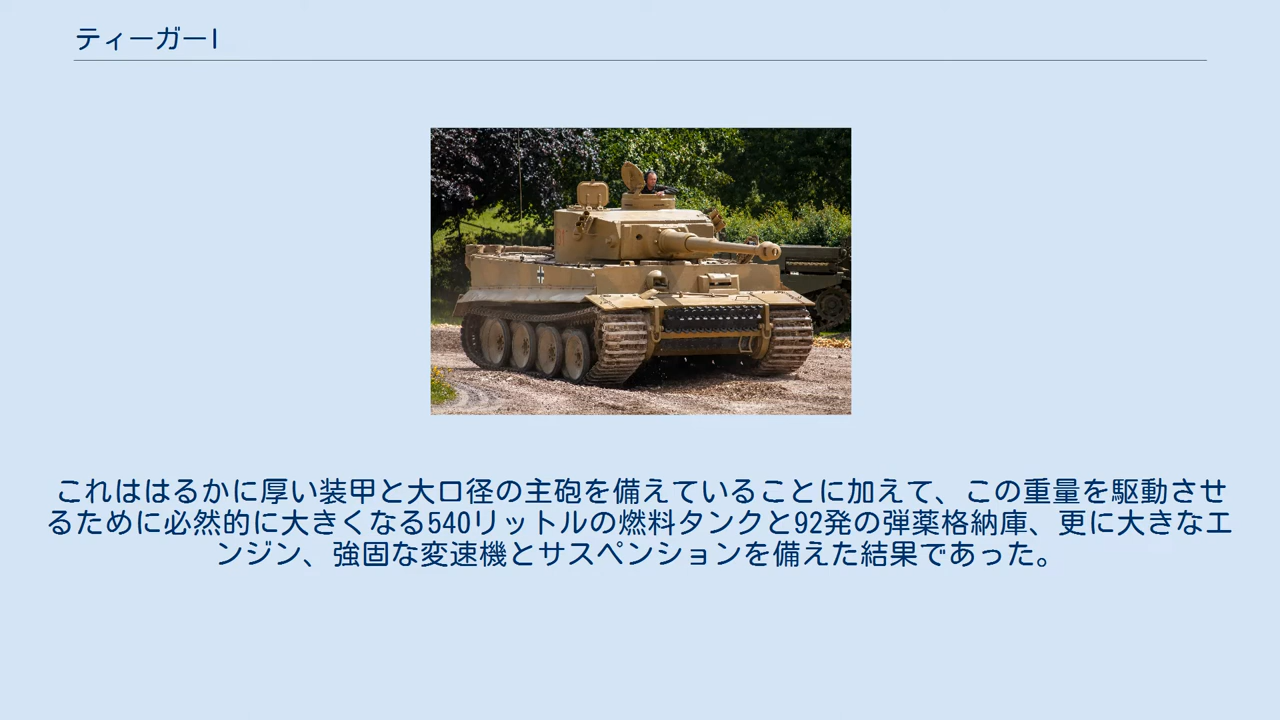 ティーガーI
これははるかに厚い装甲と大口径の主砲を備えていることに加えて、この重量を駆動させ
るために必然的に大きくなる540リットルの燃料タンクと92発の弾薬格納庫、更に大きなエ
ンジン、強固な変速機とサスペンションを備えた結果であった。